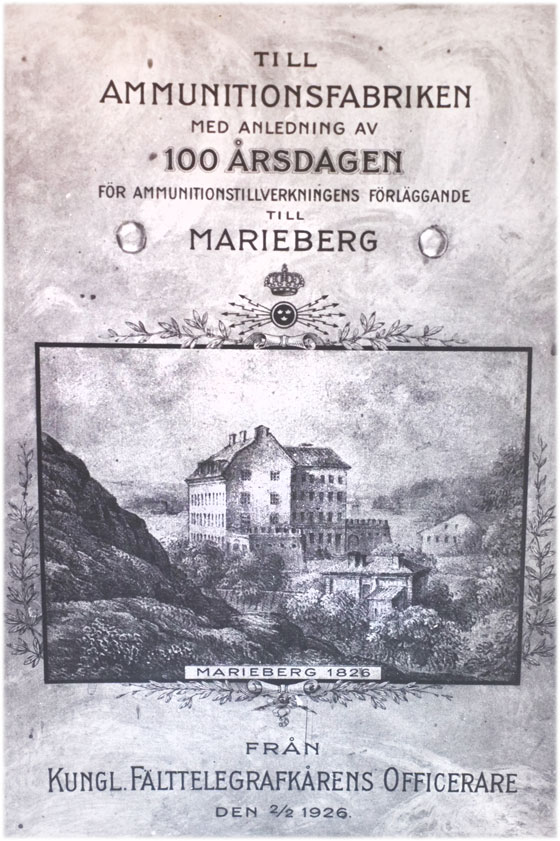 TILL
AMMUNITIONSFABRIKEN
MED ANLEDNING AV
100 ÅRSDAGEN
FÖR AMMUNITIONSTILLVERKNINGENS FÖRLÄGGANDE
TILL
MARIEBERG
MARIEBERG 1826
FRÅN
KUNGL. FÄLTTELEGRAFKÅRENS OFFICERARE
DEN 2/2 1926.